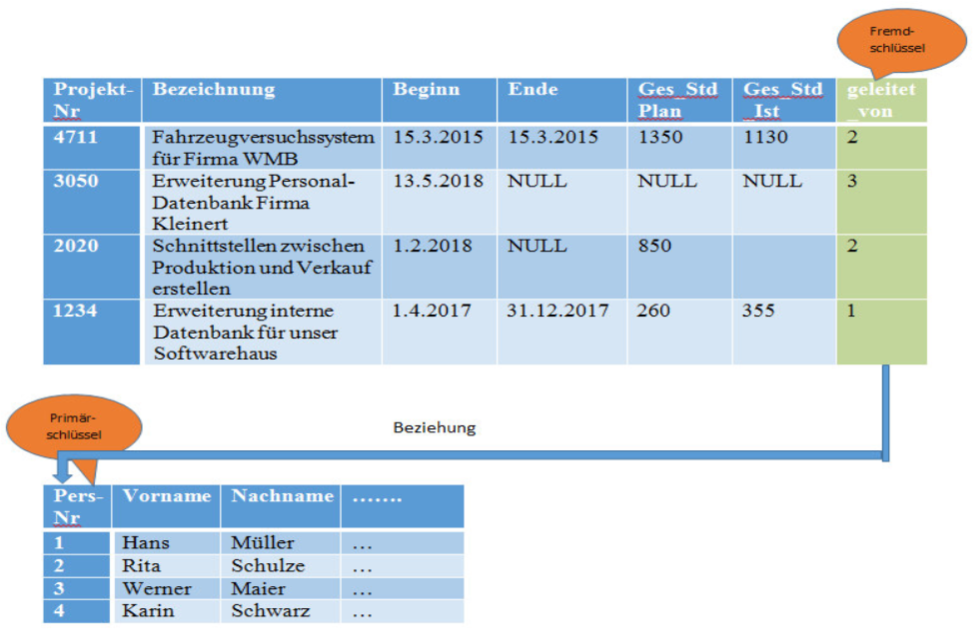 Fremd-
schlüssel
Projekt- Bezeichnung Beginn Ende Ges_Std Ges_Std geleitet
Nr Plan _Ist _von
4711 Fahrzeugversuchssystem 15.3.2015 15.3.2015 1350 1130 2
für Firma WMB
3050 Erweiterung Personal- 13.5.2018 NULL NULL NULL 3
Datenbank Firma
Kleinert
2020 Schnittstellen zwischen 1.2.2018 NULL 850 2
Produktion und Verkauf
erstellen
1234 Erweiterung interne 1.4.2017 31.12.2017 260 355 1
Datenbank für unser
Softwarehaus
Primär-
schlüssel
Beziehung
Pers- Vorname Nachname .......
Nr
1 Hans Müller ...
2 Rita Schulze ...
3 Werner Maier ...
4 Karin Schwarz ...